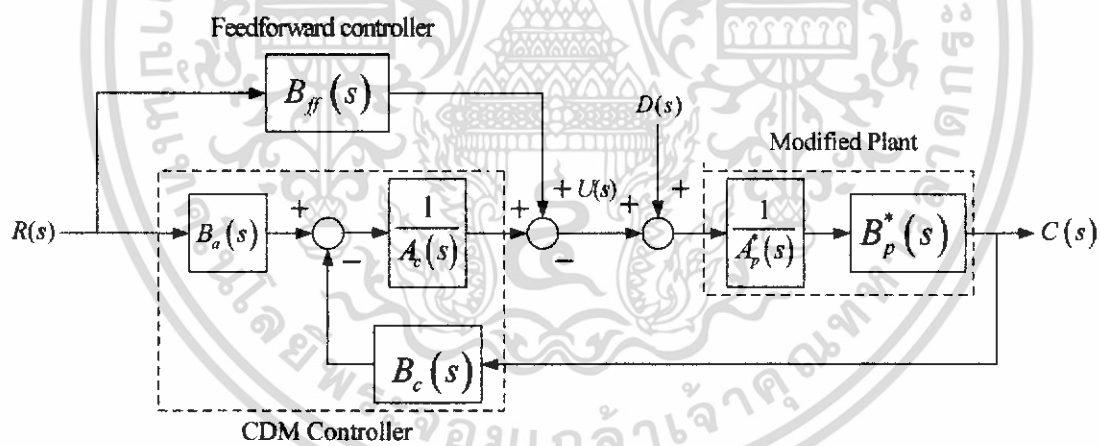 Feedforward controller
B_ff(s)
D(s)
Modified Plant
+ U(s)
+
+
R(s)
B_a(s)
+
−
1/A_c(s)
+
−
1/A_p^*(s)
B_p^*(s)
C(s)
B_c(s)
CDM Controller